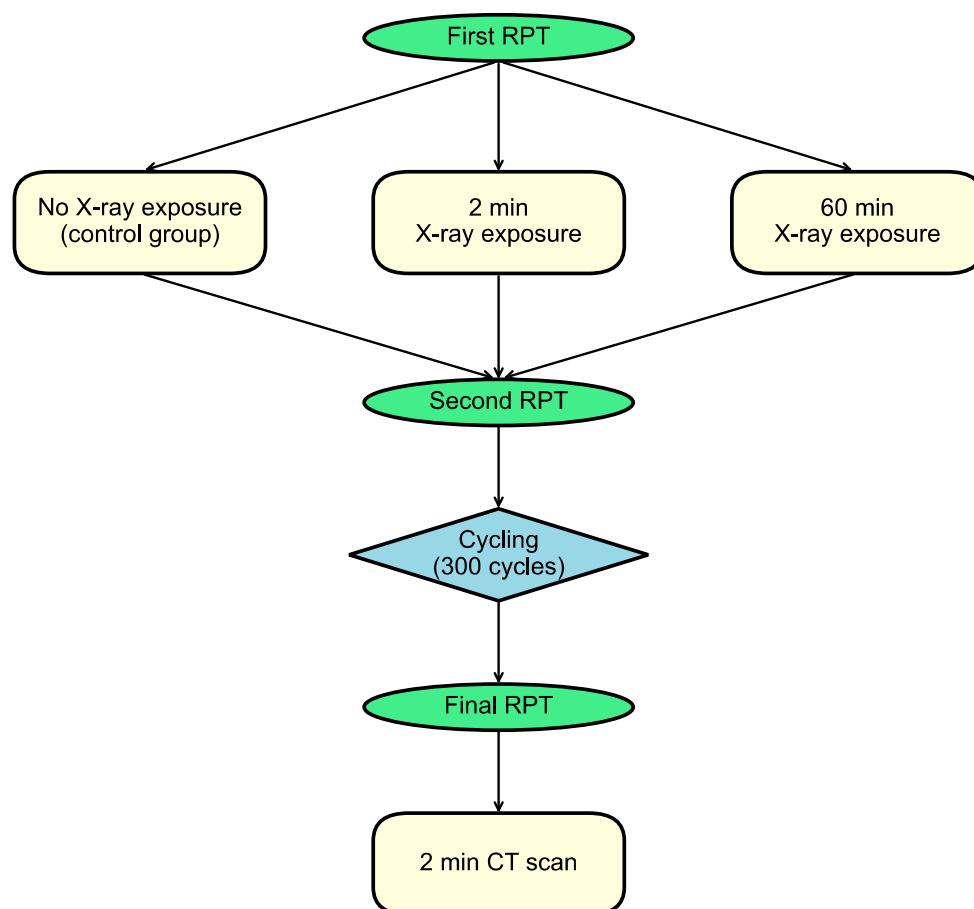 First RPT
No X-ray exposure
(control group)
2 min
X-ray exposure
60 min
X-ray exposure
Second RPT
Cycling
(300 cycles)
Final RPT
2 min CT scan